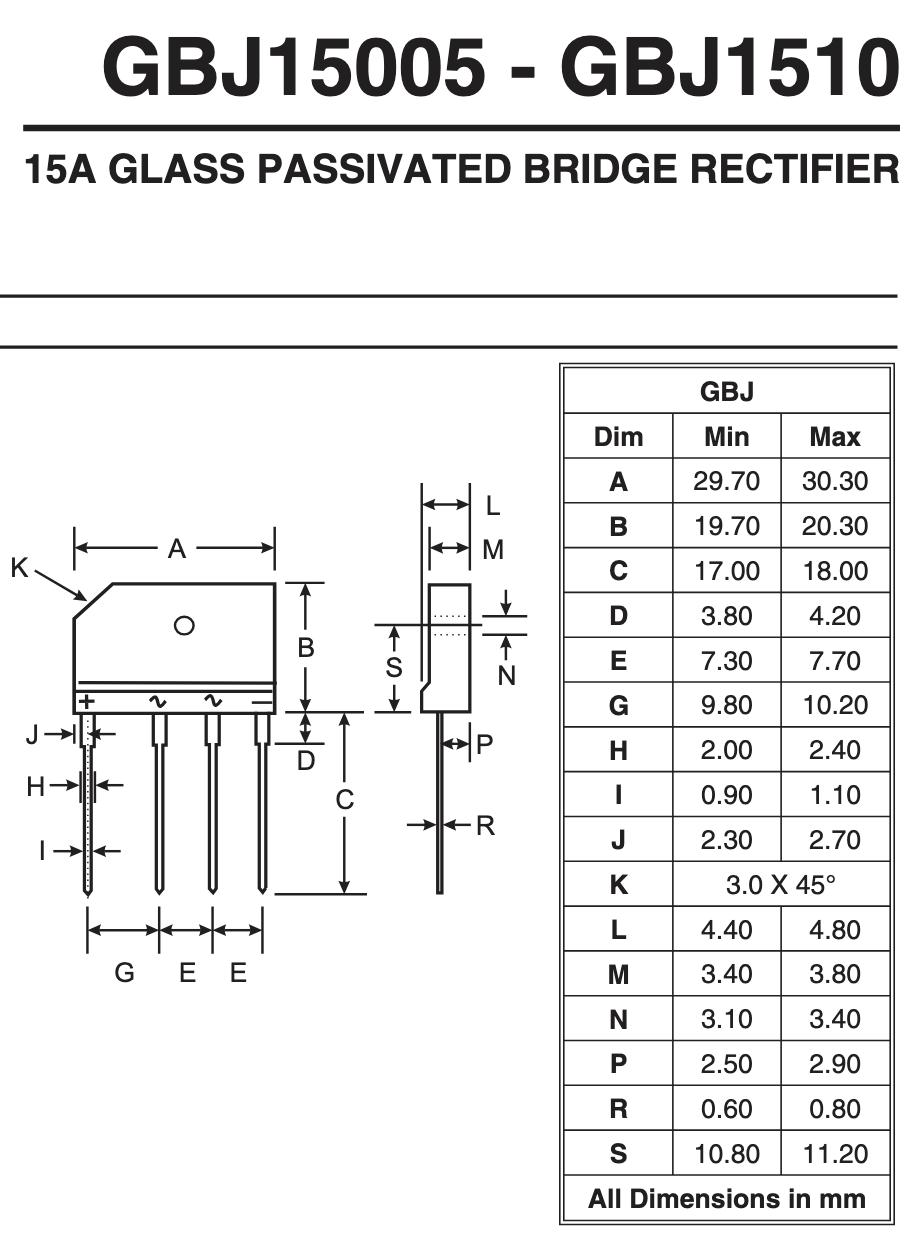 GBJ15005 - GBJ1510
15A GLASS PASSIVATED BRIDGE RECTIFIER
L
A
M
K
B
S
N
+ ∿ ∿ –
J
P
D
H
C
R
I
G E E
GBJ
Dim Min Max
A 29.70 30.30
B 19.70 20.30
C 17.00 18.00
D 3.80 4.20
E 7.30 7.70
G 9.80 10.20
H 2.00 2.40
I 0.90 1.10
J 2.30 2.70
K 3.0 X 45°
L 4.40 4.80
M 3.40 3.80
N 3.10 3.40
P 2.50 2.90
R 0.60 0.80
S 10.80 11.20
All Dimensions in mm